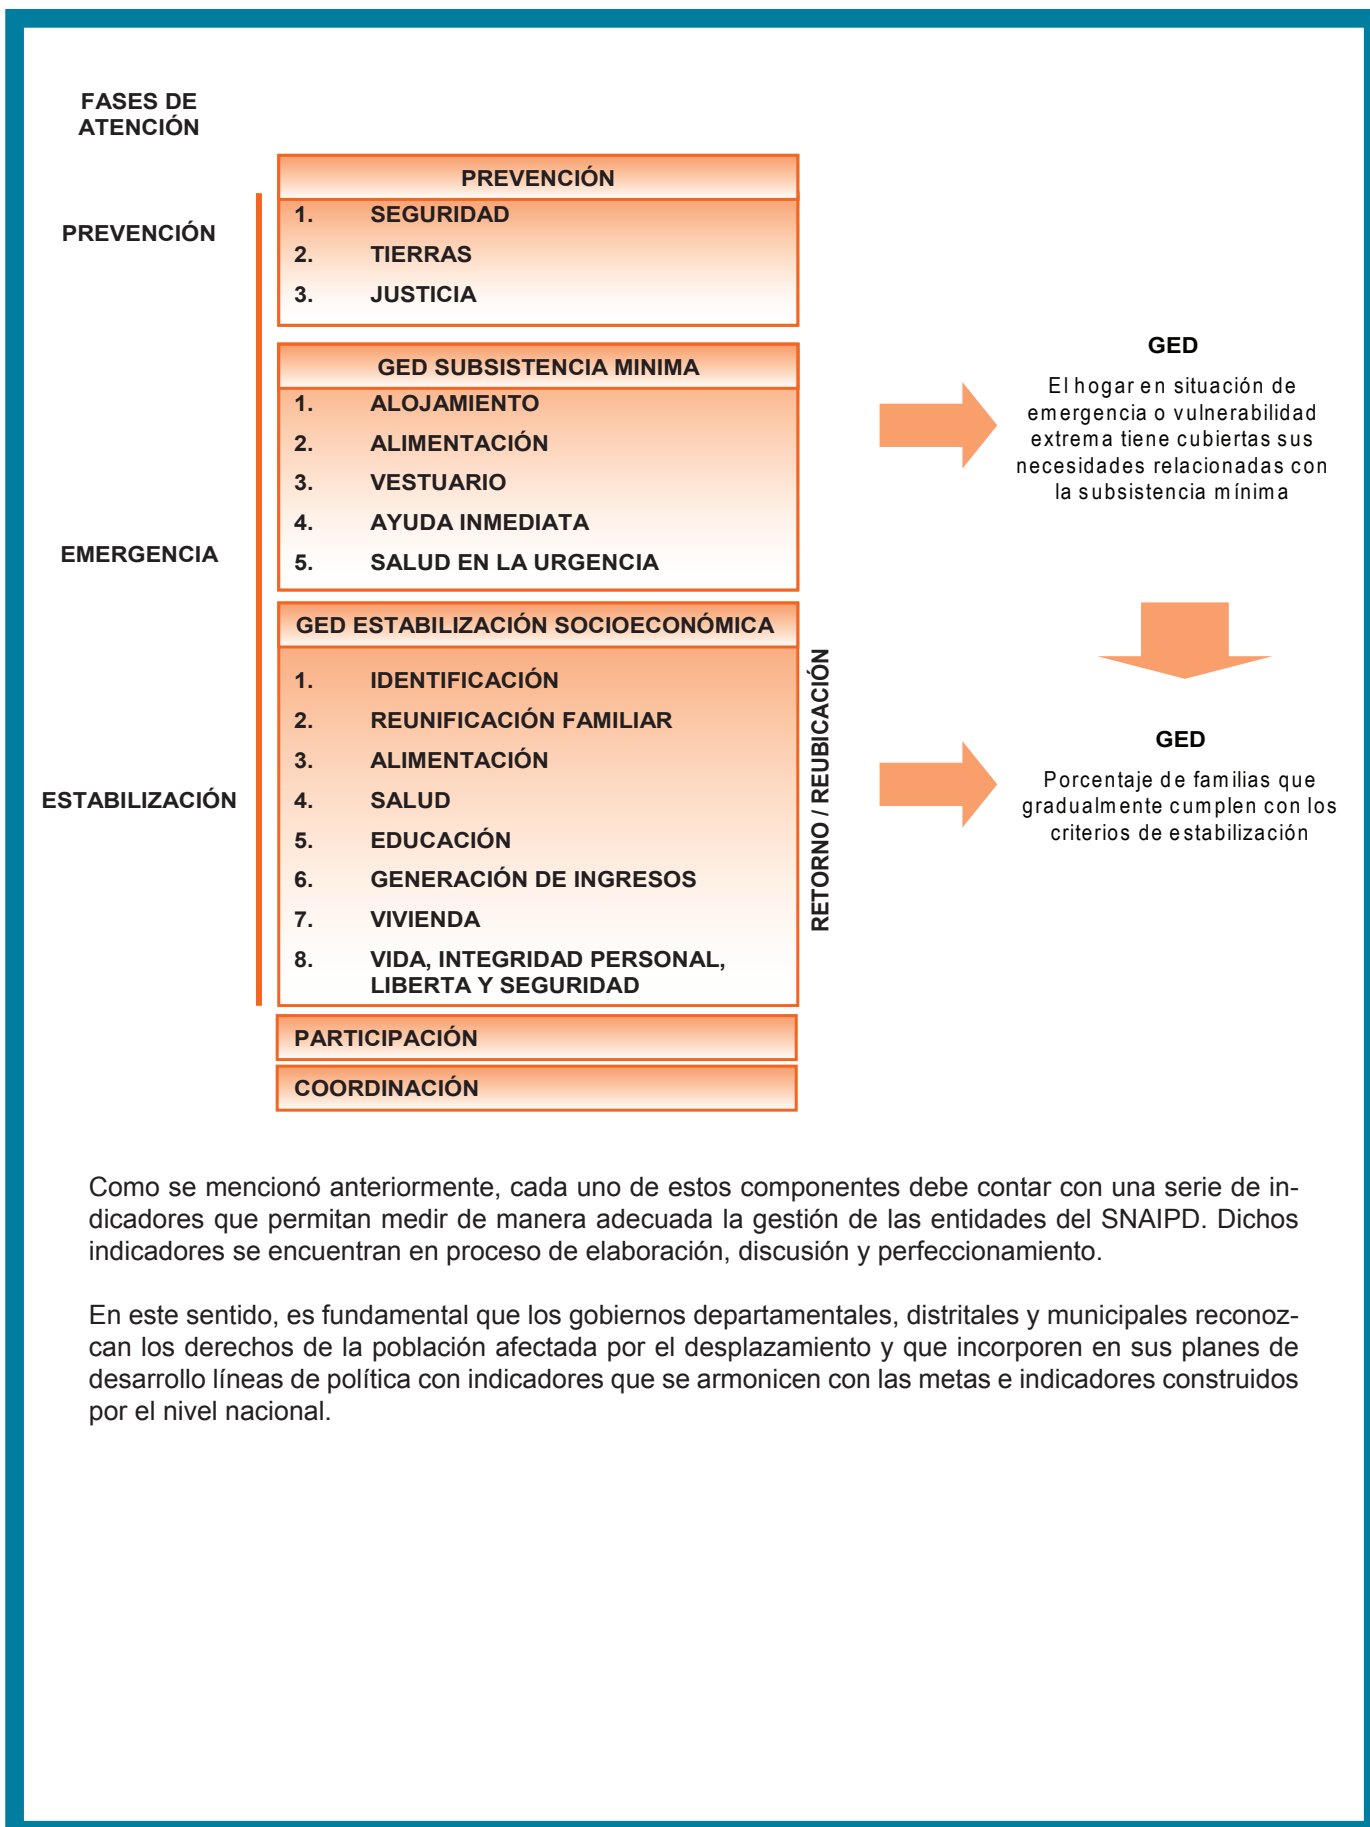 FASES DE
ATENCIÓN
PREVENCIÓN
PREVENCIÓN
1. SEGURIDAD
2. TIERRAS
3. JUSTICIA
EMERGENCIA
GED SUBSISTENCIA MINIMA
1. ALOJAMIENTO
2. ALIMENTACIÓN
3. VESTUARIO
4. AYUDA INMEDIATA
5. SALUD EN LA URGENCIA
GED
El hogar en situación de
emergencia o vulnerabilidad
extrema tiene cubiertas sus
necesidades relacionadas con
la subsistencia mínima
ESTABILIZACIÓN
GED ESTABILIZACIÓN SOCIOECONÓMICA
1. IDENTIFICACIÓN
2. REUNIFICACIÓN FAMILIAR
3. ALIMENTACIÓN
4. SALUD
5. EDUCACIÓN
6. GENERACIÓN DE INGRESOS
7. VIVIENDA
8. VIDA, INTEGRIDAD PERSONAL,
LIBERTA Y SEGURIDAD
RETORNO / REUBICACIÓN
GED
Porcentaje de familias que
gradualmente cumplen con los
criterios de estabilización
PARTICIPACIÓN
COORDINACIÓN
Como se mencionó anteriormente, cada uno de estos componentes debe contar con una serie de in-
dicadores que permitan medir de manera adecuada la gestión de las entidades del SNAIPD. Dichos
indicadores se encuentran en proceso de elaboración, discusión y perfeccionamiento.
En este sentido, es fundamental que los gobiernos departamentales, distritales y municipales reconoz-
can los derechos de la población afectada por el desplazamiento y que incorporen en sus planes de
desarrollo líneas de política con indicadores que se armonicen con las metas e indicadores construidos
por el nivel nacional.